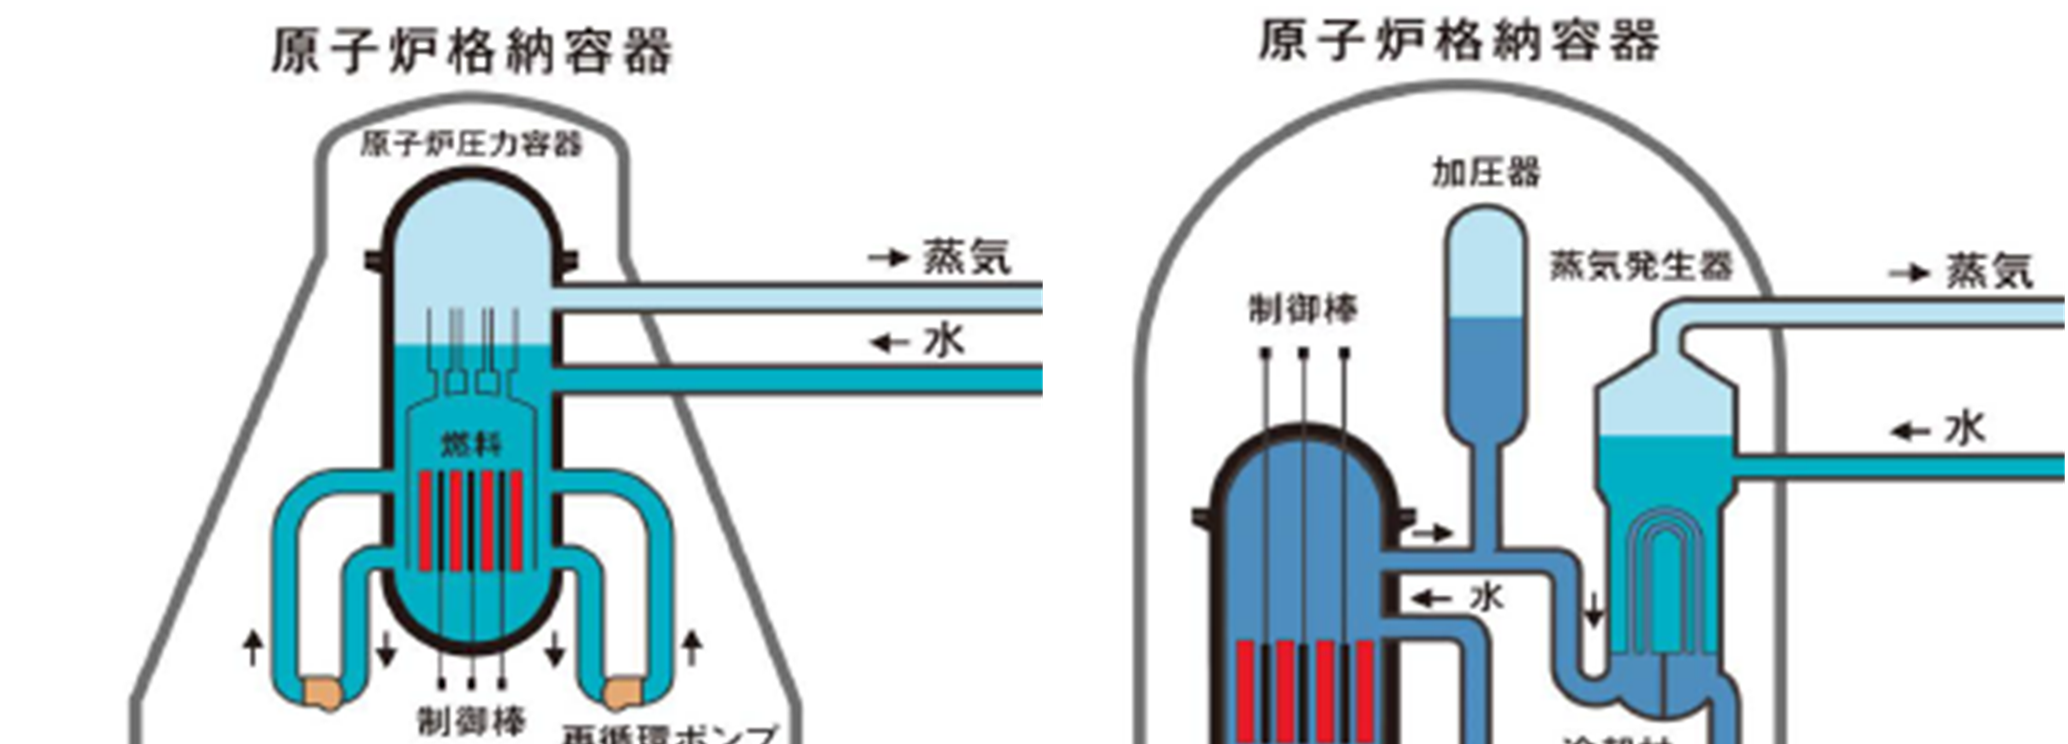 原子炉格納容器
原子炉圧力容器
→ 蒸気
← 水
燃料
制御棒
再循環ポンプ
原子炉格納容器
加圧器
蒸気発生器
→ 蒸気
制御棒
← 水
← 水